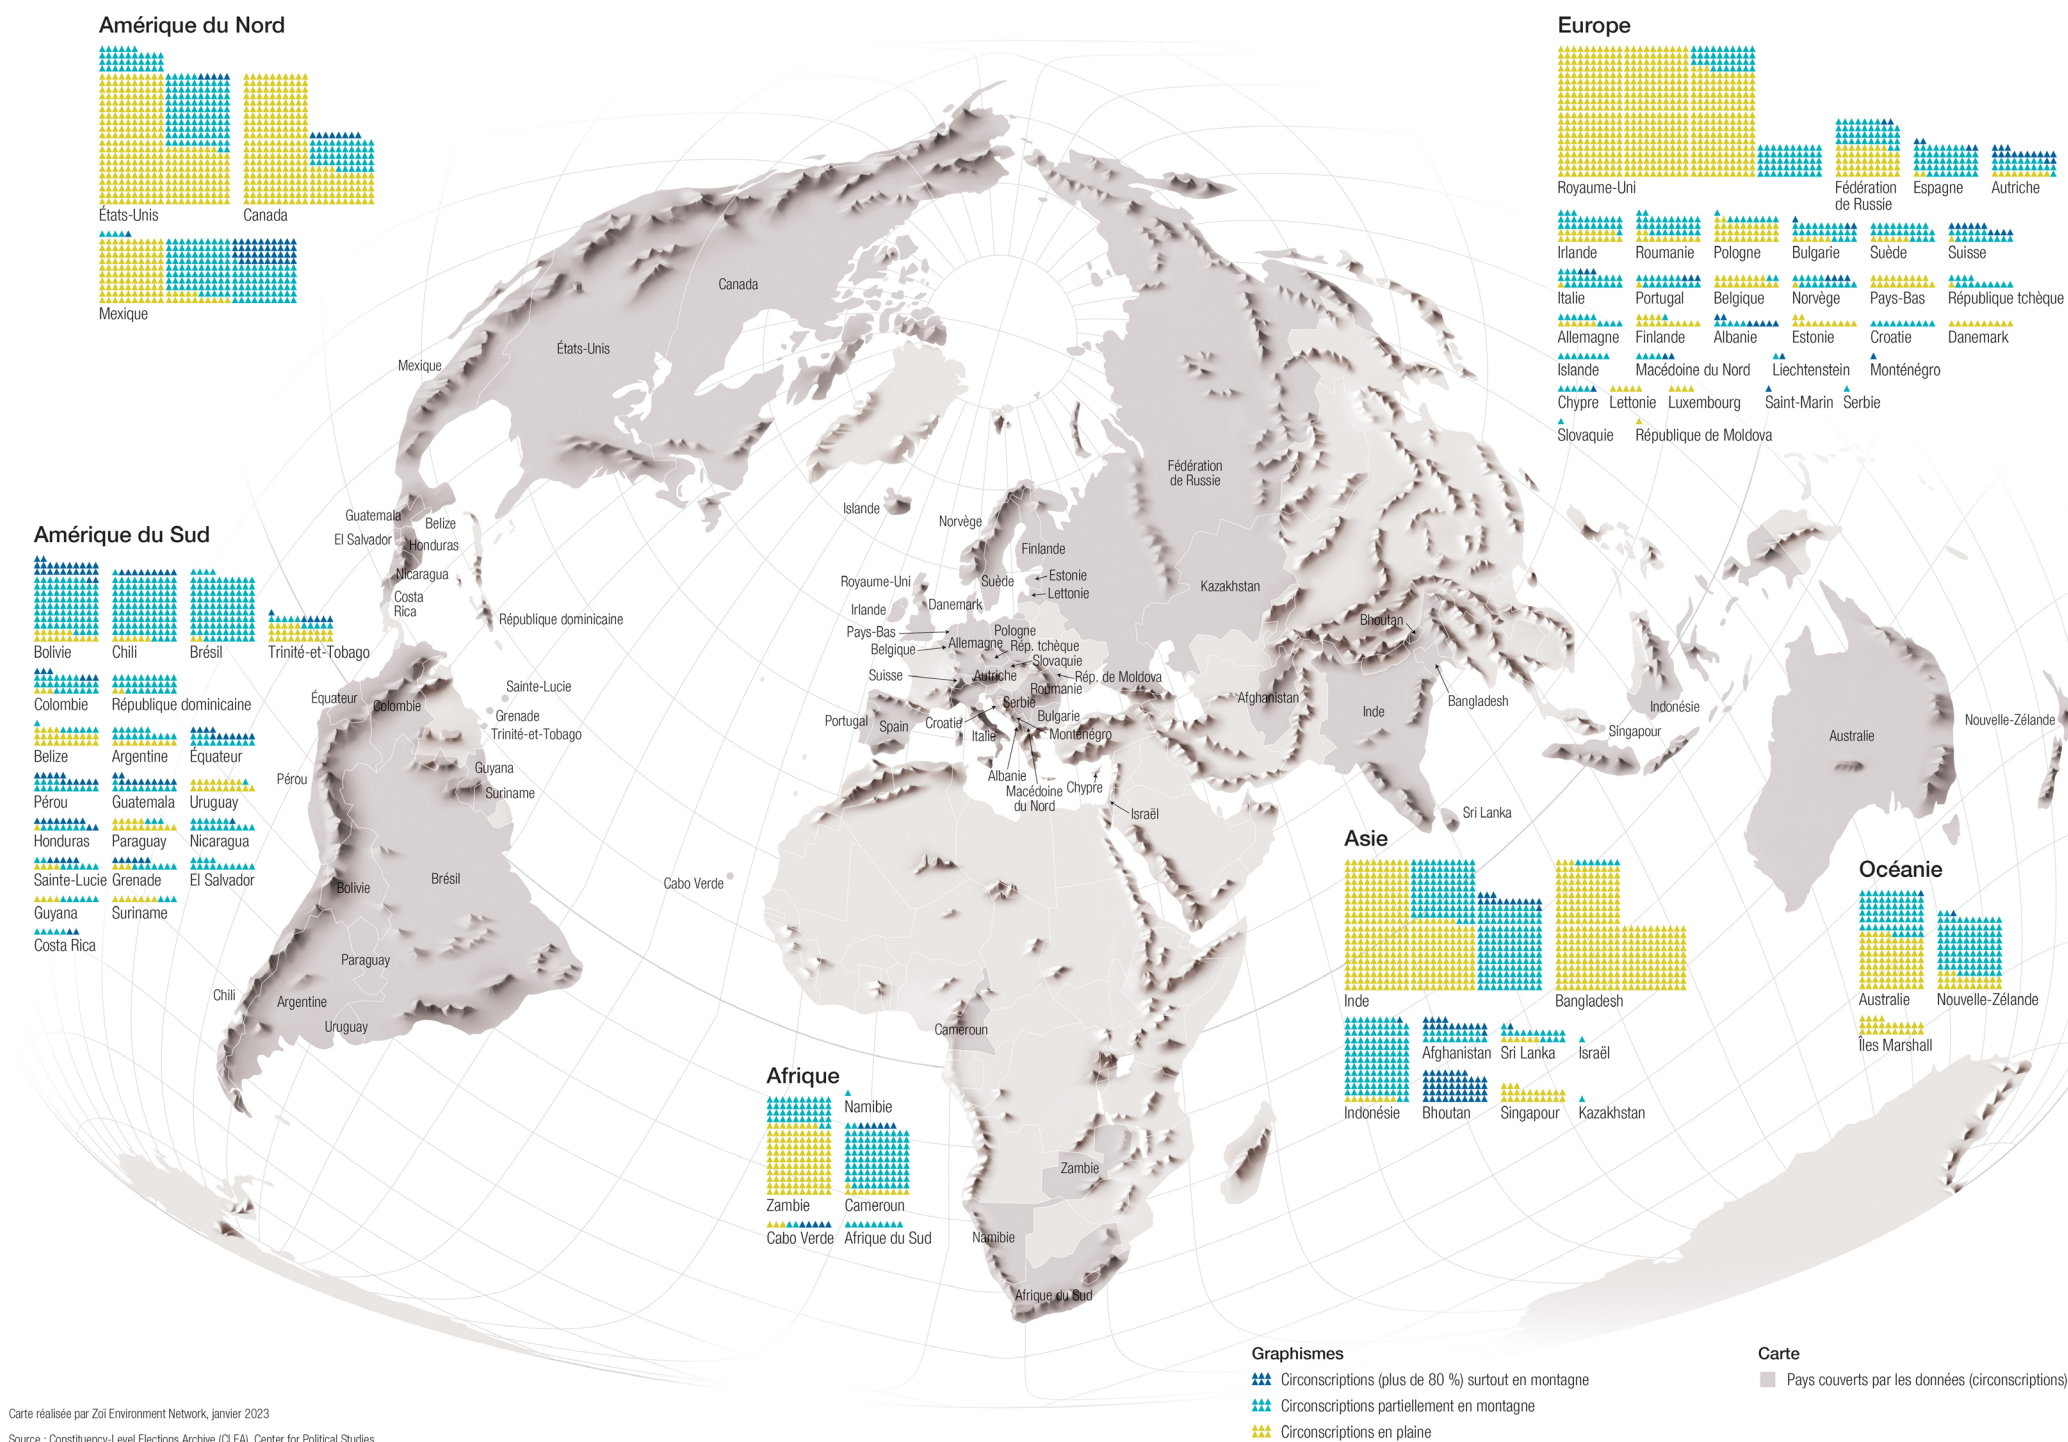 Amérique du Nord
États-Unis
Canada
Mexique
Europe
Royaume-Uni
Fédération
de Russie
Espagne
Autriche
Irlande
Roumanie
Pologne
Bulgarie
Suède
Suisse
Italie
Portugal
Belgique
Norvège
Pays-Bas
République tchèque
Allemagne
Finlande
Albanie
Estonie
Croatie
Danemark
Islande
Macédoine du Nord
Liechtenstein
Monténégro
Chypre
Lettonie
Luxembourg
Saint-Marin
Serbie
Slovaquie
République de Moldova
Amérique du Sud
Bolivie
Chili
Brésil
Trinité-et-Tobago
Colombie
République dominicaine
Belize
Argentine
Équateur
Pérou
Guatemala
Uruguay
Honduras
Paraguay
Nicaragua
Sainte-Lucie
Grenade
El Salvador
Guyana
Suriname
Costa Rica
Canada
États-Unis
Mexique
Guatemala
Belize
El Salvador
Honduras
Nicaragua
Costa
Rica
République dominicaine
Sainte-Lucie
Grenade
Trinité-et-Tobago
Équateur
Colombie
Guyana
Suriname
Pérou
Bolivie
Brésil
Paraguay
Chili
Argentine
Uruguay
Islande
Norvège
Finlande
Suède
Estonie
Lettonie
Royaume-Uni
Irlande
Danemark
Pays-Bas
Belgique
Allemagne
Pologne
Rép. tchèque
Slovaquie
Suisse
Autriche
Rép. de Moldova
Roumanie
Serbie
Portugal
Spain
Croatie
Bulgarie
Italie
Monténégro
Albanie
Macédoine
du Nord
Chypre
Israël
Fédération
de Russie
Kazakhstan
Bhoutan
Afghanistan
Inde
Bangladesh
Sri Lanka
Singapour
Indonésie
Australie
Nouvelle-Zélande
Cabo Verde
Cameroun
Zambie
Namibie
Afrique du Sud
Afrique
Namibie
Zambie
Cameroun
Cabo Verde
Afrique du Sud
Asie
Inde
Bangladesh
Indonésie
Afghanistan
Sri Lanka
Israël
Bhoutan
Singapour
Kazakhstan
Océanie
Australie
Nouvelle-Zélande
Îles Marshall
Graphismes
Circonscriptions (plus de 80 %) surtout en montagne
Circonscriptions partiellement en montagne
Circonscriptions en plaine
Carte
Pays couverts par les données (circonscriptions)
Carte réalisée par Zoï Environment Network, janvier 2023
Source : Constituency-Level Elections Archive (CLEA), Center for Political Studies